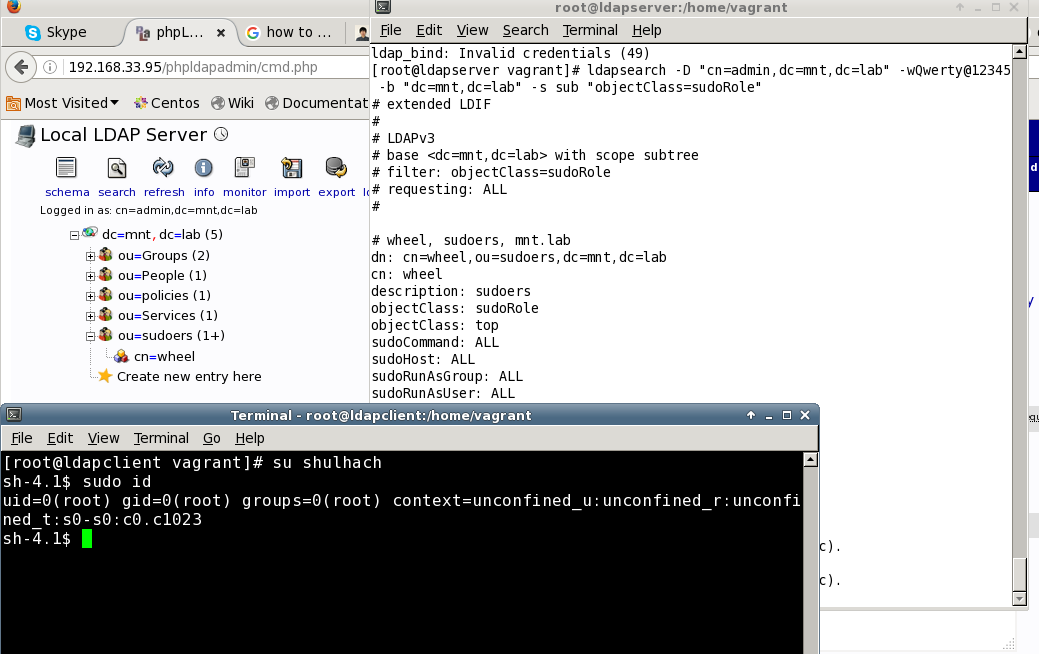 Skype
phpL...
how to ...
192.168.33.95/phpldapadmin/cmd.php
Most Visited
Centos
Wiki
Documentat
Local LDAP Server
schema
search
refresh
info
monitor
import
export
Logged in as: cn=admin,dc=mnt,dc=lab
dc=mnt, dc=lab (5)
ou=Groups (2)
ou=People (1)
ou=policies (1)
ou=Services (1)
ou=sudoers (1+)
cn=wheel
Create new entry here
root@ldapserver:/home/vagrant
File Edit View Search Terminal Help
ldap_bind: Invalid credentials (49)
[root@ldapserver vagrant]# ldapsearch -D "cn=admin,dc=mnt,dc=lab" -wQwerty@12345
-b "dc=mnt,dc=lab" -s sub "objectClass=sudoRole"
# extended LDIF
#
# LDAPv3
# base <dc=mnt,dc=lab> with scope subtree
# filter: objectClass=sudoRole
# requesting: ALL
#
# wheel, sudoers, mnt.lab
dn: cn=wheel,ou=sudoers,dc=mnt,dc=lab
cn: wheel
description: sudoers
objectClass: sudoRole
objectClass: top
sudoCommand: ALL
sudoHost: ALL
sudoRunAsGroup: ALL
sudoRunAsUser: ALL
c).
c).
Terminal - root@ldapclient:/home/vagrant
File Edit View Terminal Go Help
[root@ldapclient vagrant]# su shulhach
sh-4.1$ sudo id
uid=0(root) gid=0(root) groups=0(root) context=unconfined_u:unconfined_r:unconfi
ned_t:s0-s0:c0.c1023
sh-4.1$